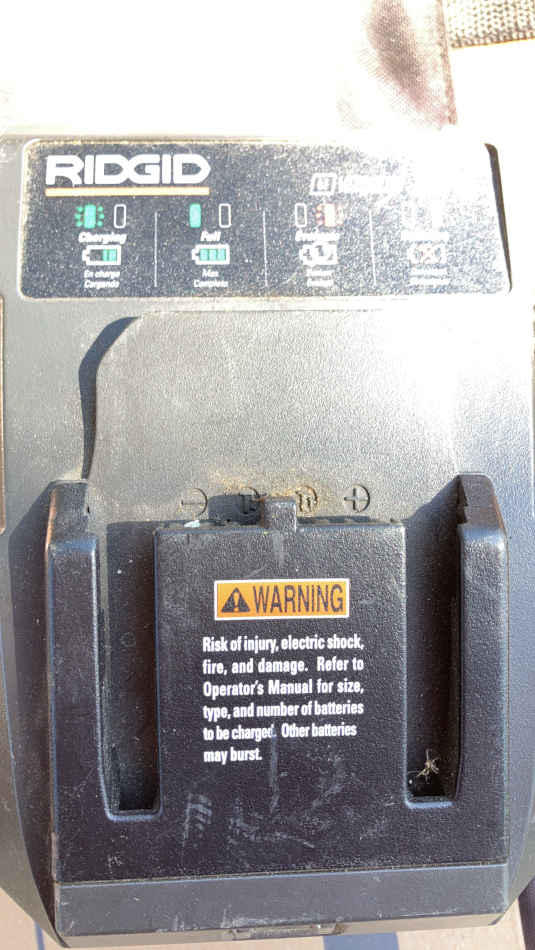 RIDGID
Charging
Full
En charge
Cargando
Max
Completa
WARNING
Risk of injury, electric shock,
fire, and damage. Refer to
Operator's Manual for size,
type, and number of batteries
to be charged. Other batteries
may burst.